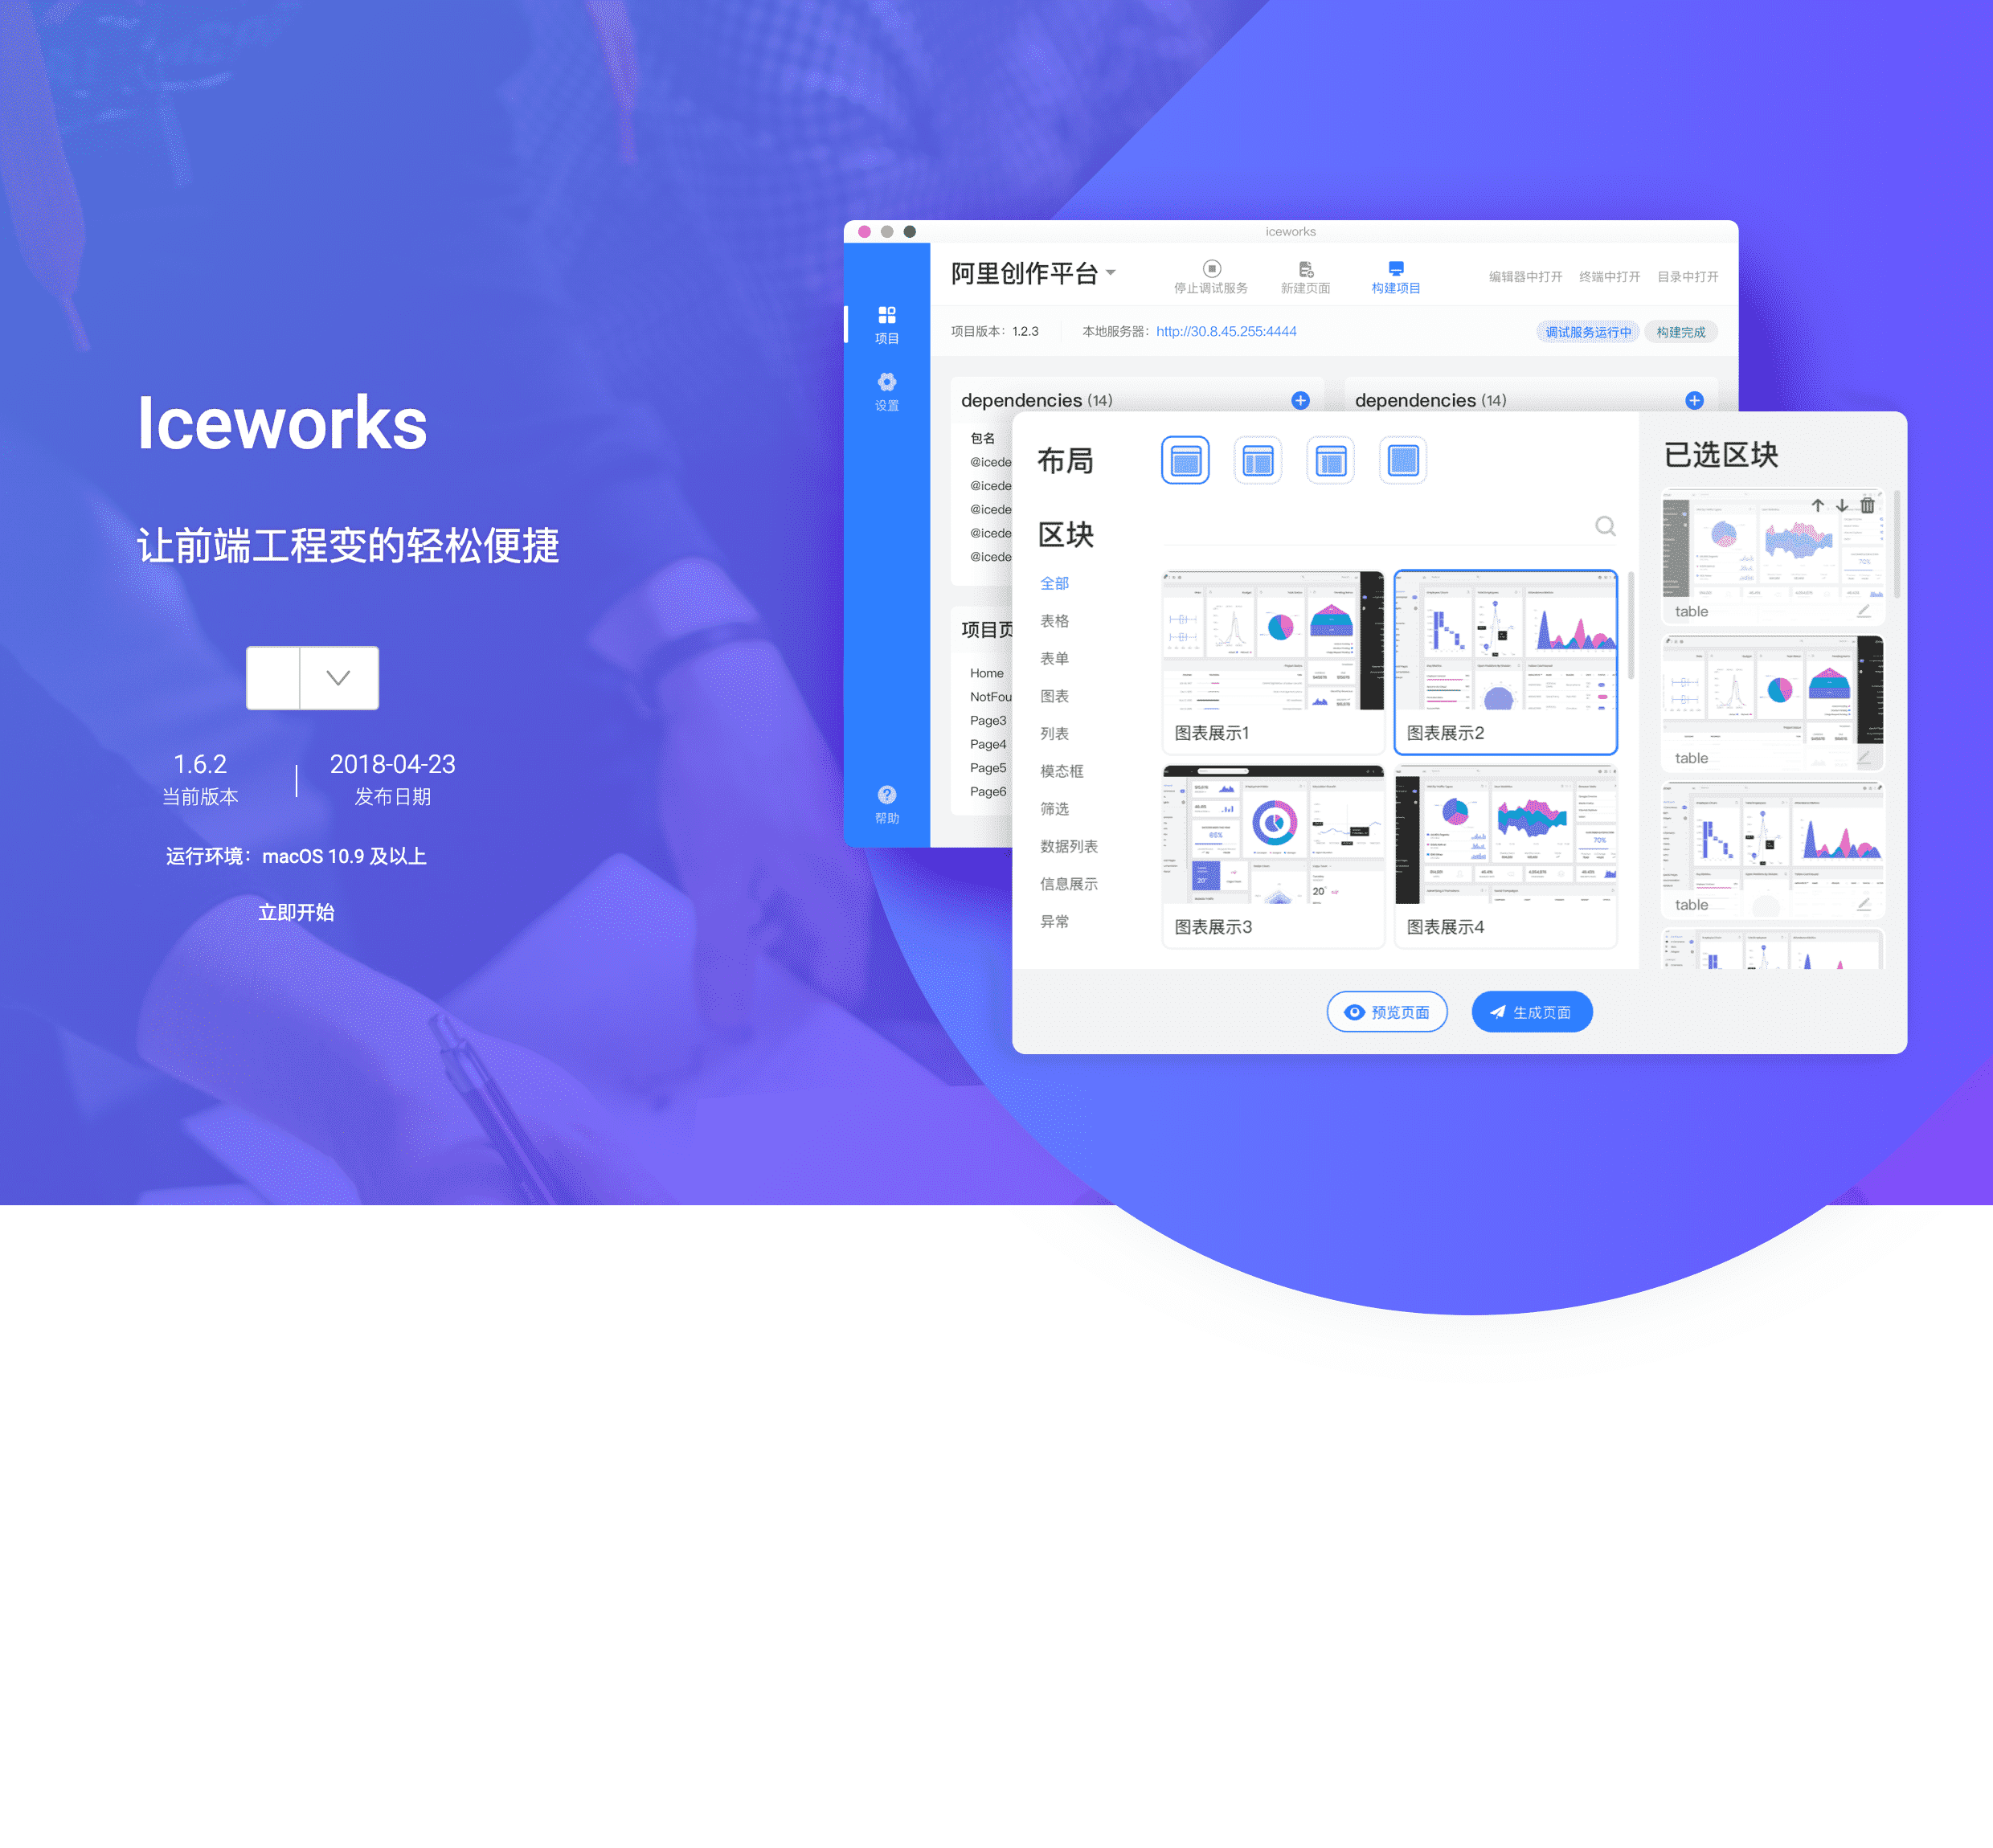 Iceworks
让前端工程变的轻松便捷
1.6.2
当前版本
2018-04-23
发布日期
运行环境：macOS 10.9 及以上
立即开始
iceworks
阿里创作平台
停止调试服务
新建页面
构建项目
编辑器中打开
终端中打开
目录中打开
项目
设置
帮助
项目版本：1.2.3
本地服务器：http://30.8.45.255:4444
调试服务运行中
构建完成
dependencies (14)
dependencies (14)
包名
@icede
@icede
@icede
@icede
@icede
项目页
Home
NotFou
Page3
Page4
Page5
Page6
布局
区块
全部
表格
表单
图表
列表
模态框
筛选
数据列表
信息展示
异常
图表展示1
图表展示2
图表展示3
图表展示4
已选区块
table
table
table
预览页面
生成页面